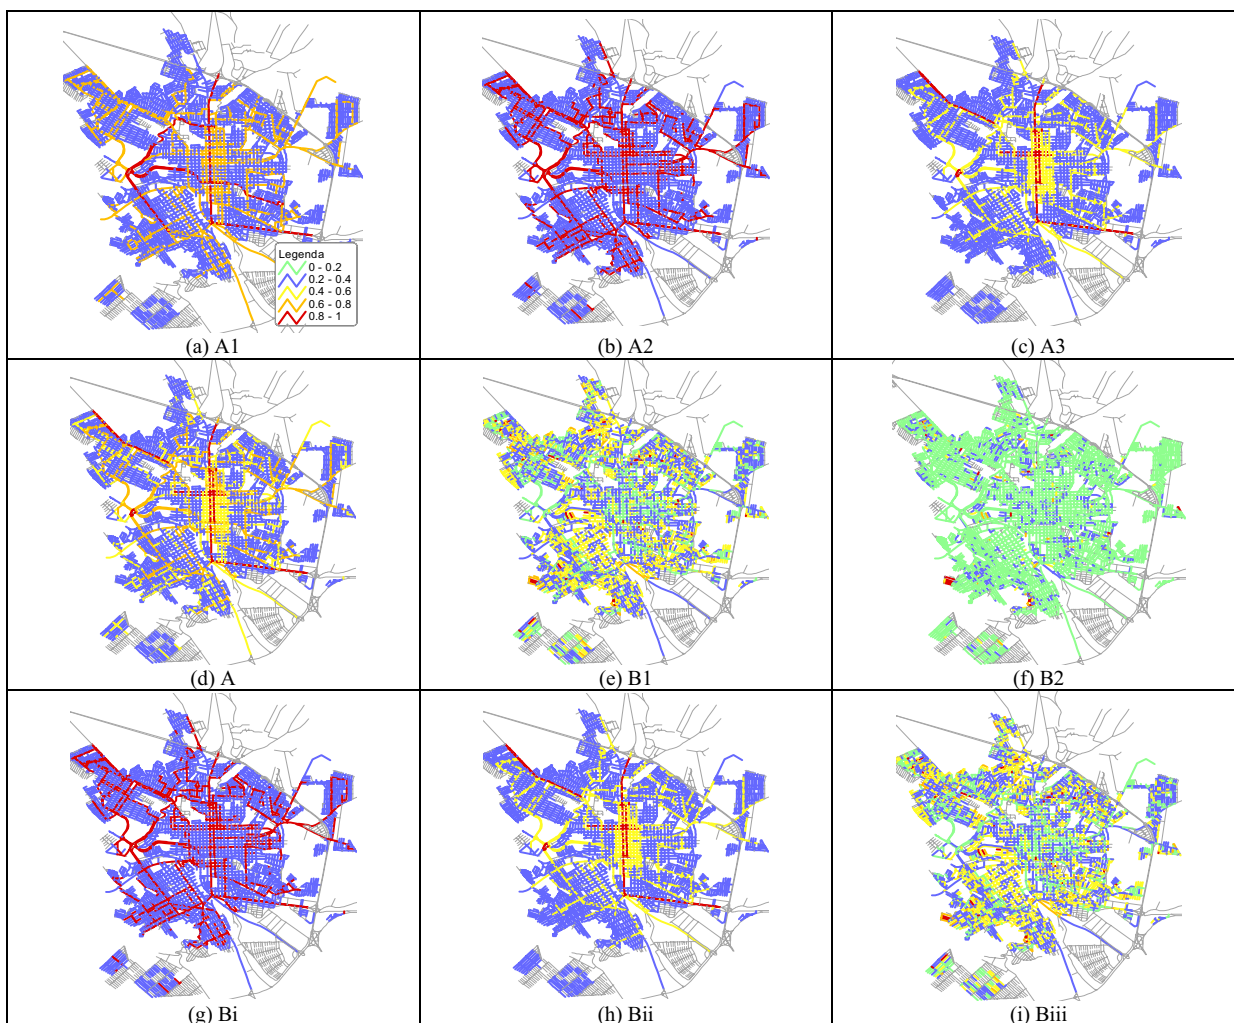 Legenda
0 - 0.2
0.2 - 0.4
0.4 - 0.6
0.6 - 0.8
0.8 - 1
(a) A1
(b) A2
(c) A3
(d) A
(e) B1
(f) B2
(g) Bi
(h) Bii
(i) Biii